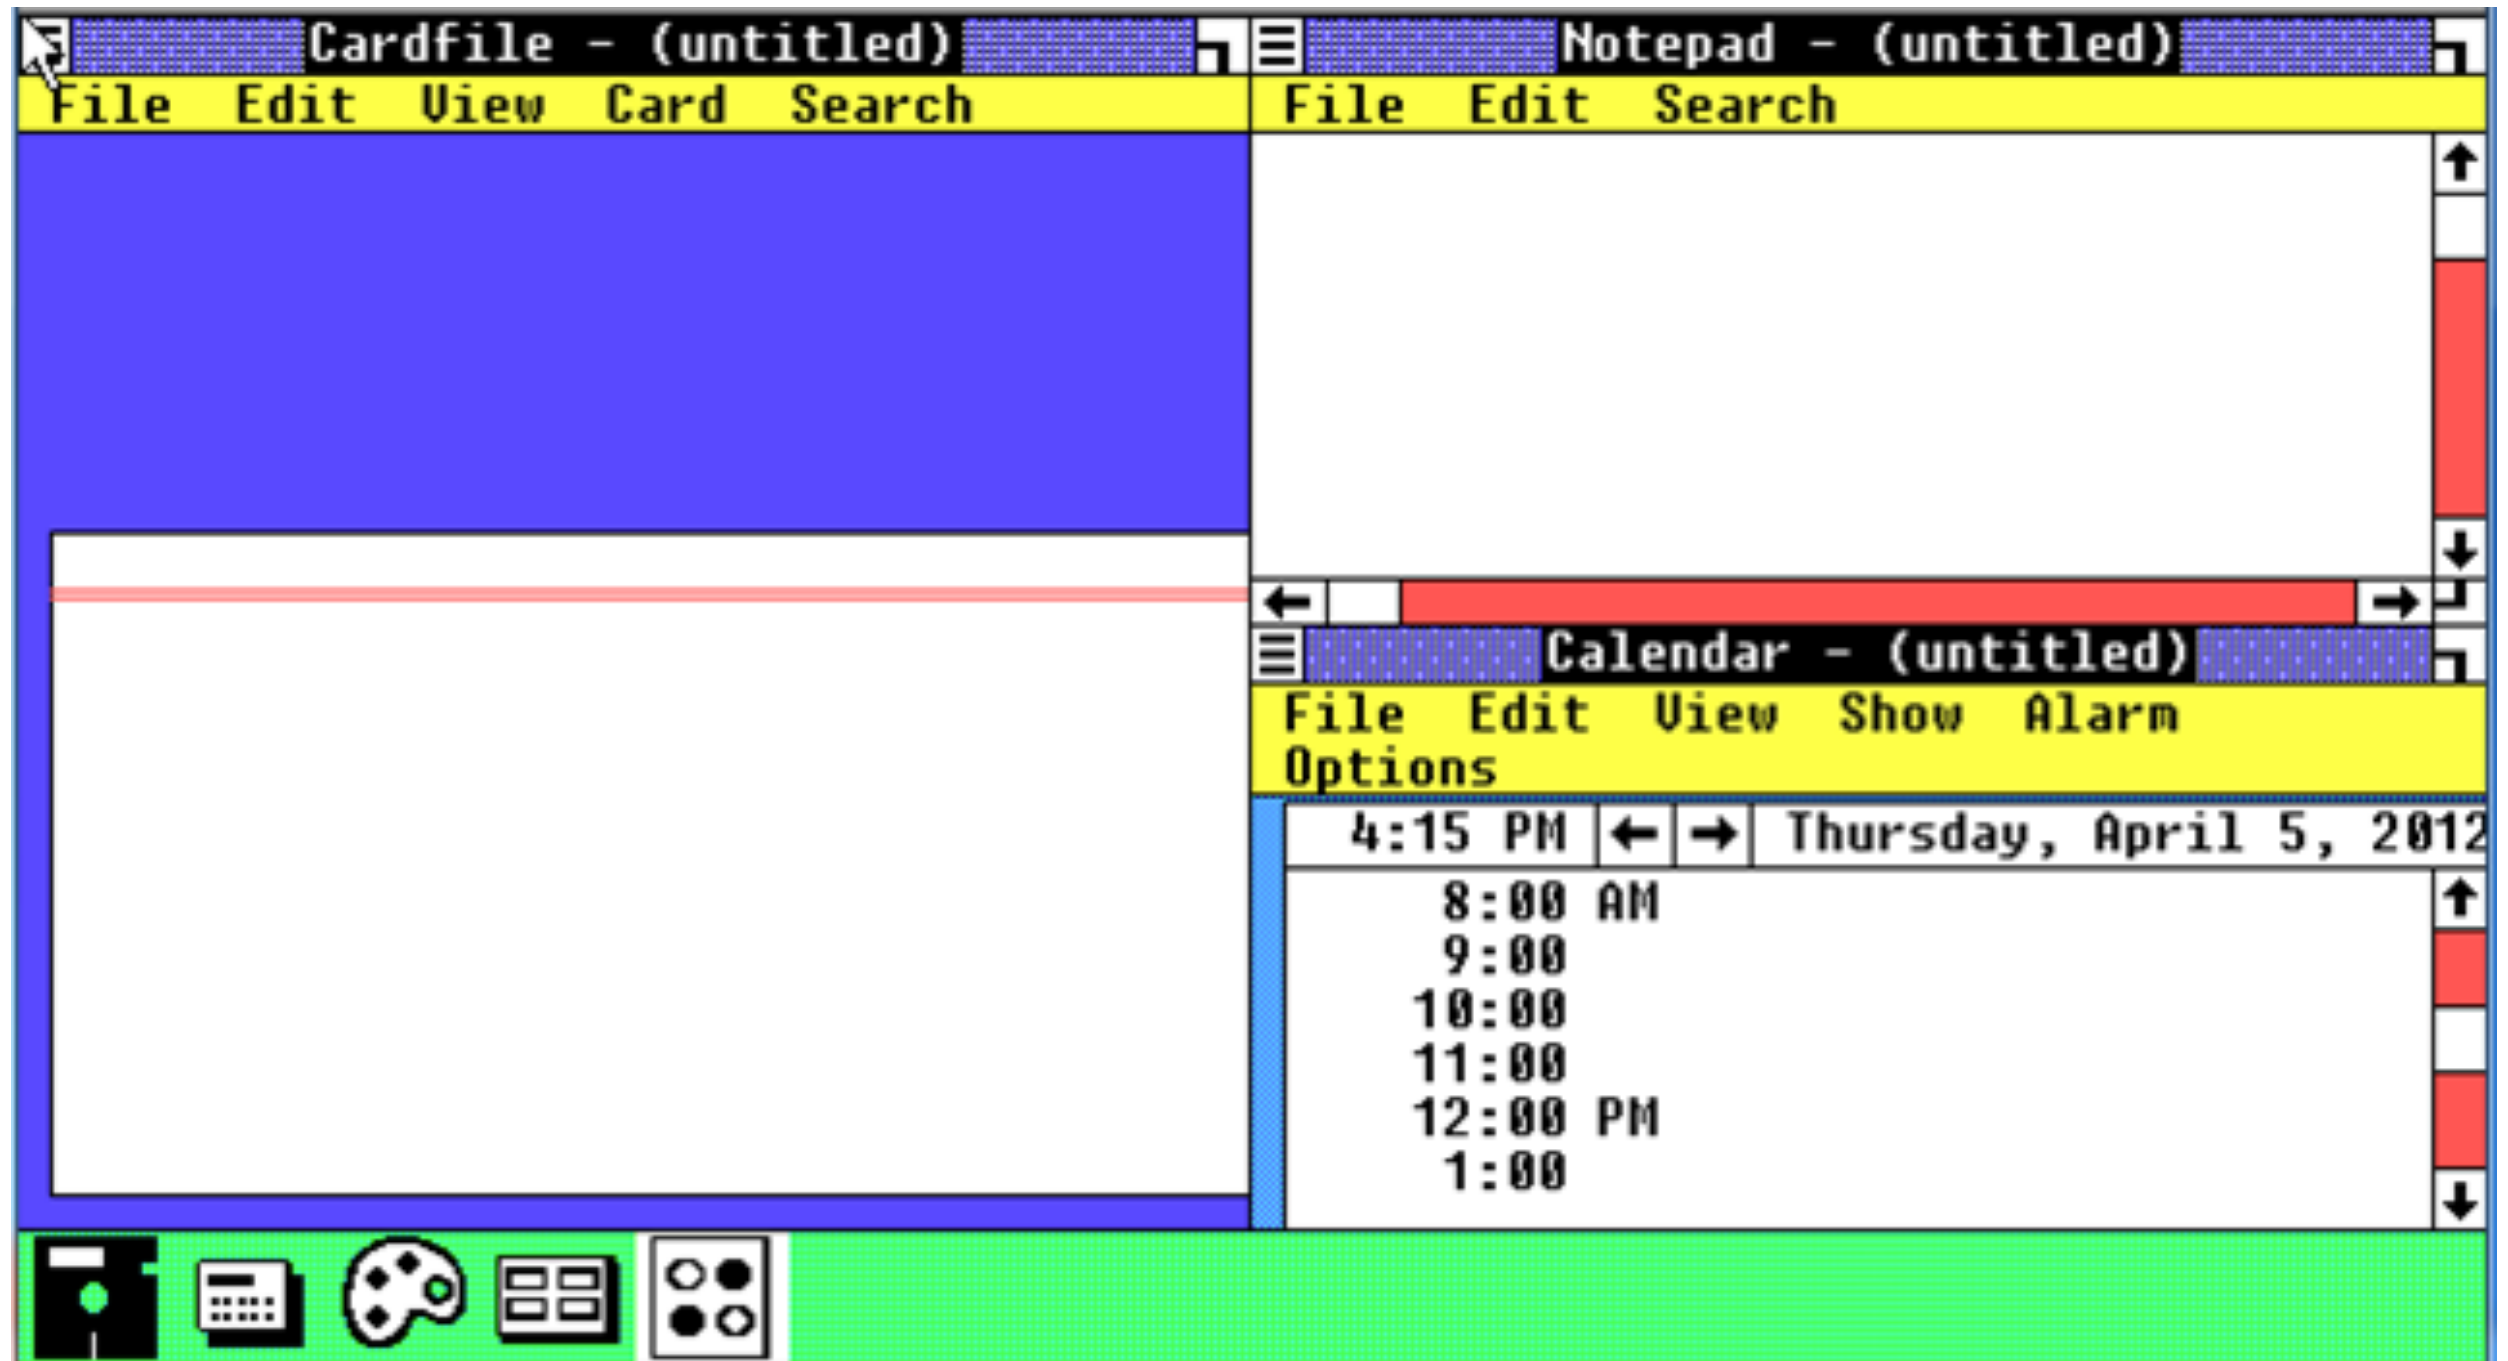 Cardfile - (untitled)
File Edit View Card Search
Notepad - (untitled)
File Edit Search
Calendar - (untitled)
File Edit View Show Alarm
Options
4:15 PM Thursday, April 5, 2012
8:00 AM
9:00
10:00
11:00
12:00 PM
1:00